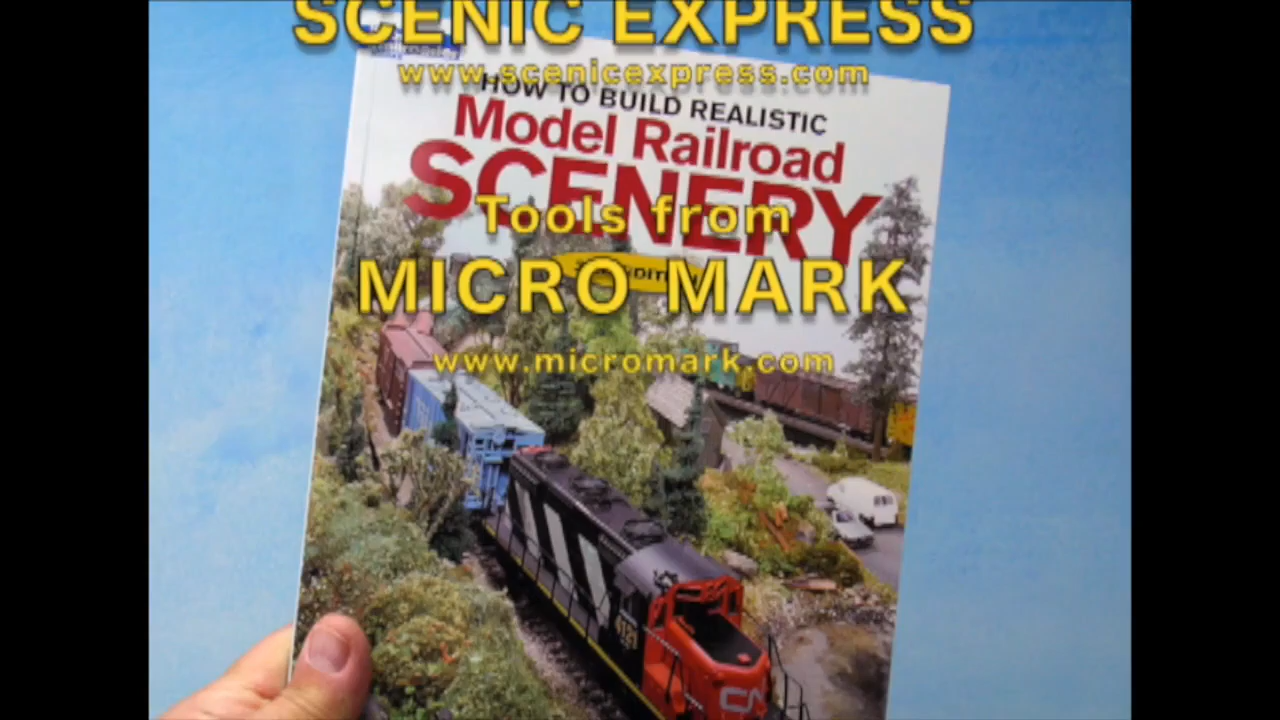 SCENIC EXPRESS
www.scenicexpress.com
HOW TO BUILD REALISTIC
Model Railroad
SCENERY
Tools from
MICRO MARK
www.micromark.com
CN